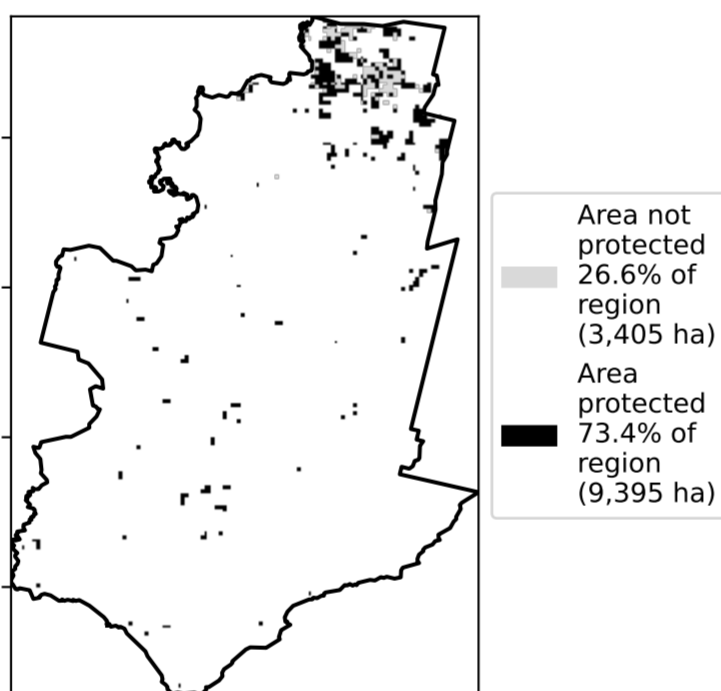 Area not
protected
26.6% of
region
(3,405 ha)
Area
protected
73.4% of
region
(9,395 ha)